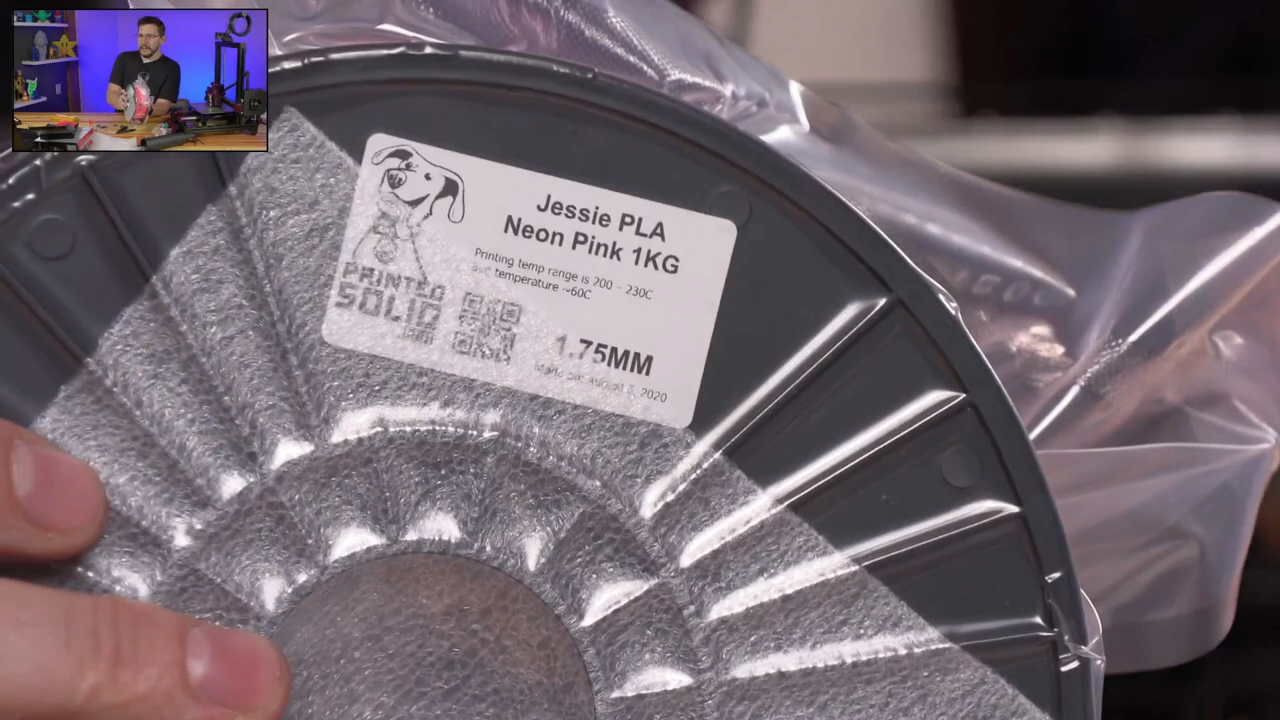 Jessie PLA
Neon Pink 1KG
Printing temp range is 200 - 230C
temperature ~60C
PRINTED
SOLID
1.75MM
Made on: August 5, 2020